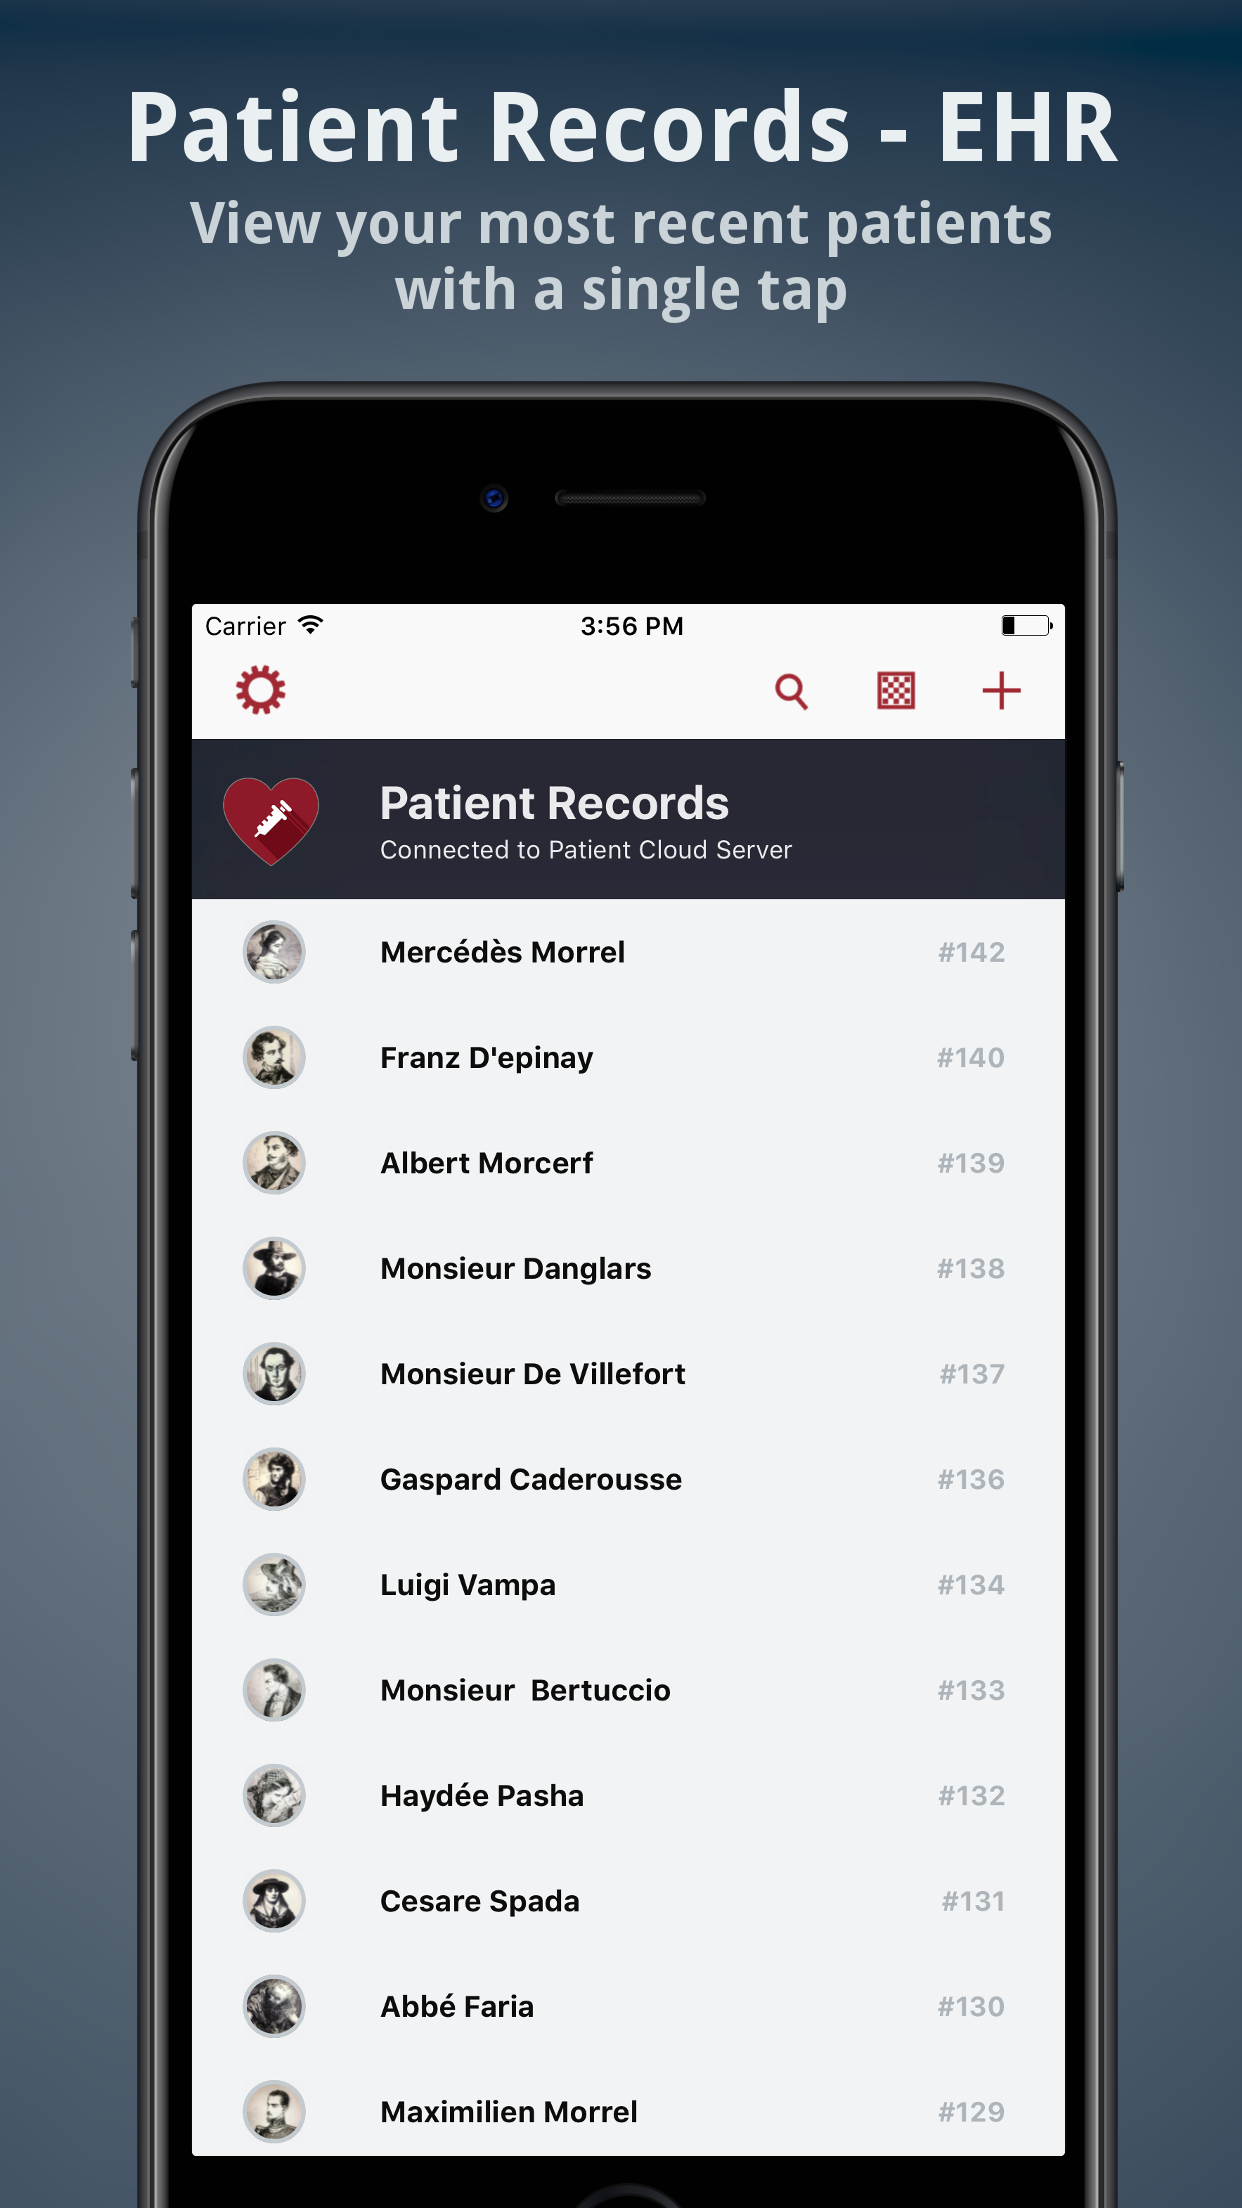 Patient Records - EHR
View your most recent patients
with a single tap
Carrier 3:56 PM
Patient Records
Connected to Patient Cloud Server
Mercédès Morrel #142
Franz D'epinay #140
Albert Morcerf #139
Monsieur Danglars #138
Monsieur De Villefort #137
Gaspard Caderousse #136
Luigi Vampa #134
Monsieur  Bertuccio #133
Haydée Pasha #132
Cesare Spada #131
Abbé Faria #130
Maximilien Morrel #129